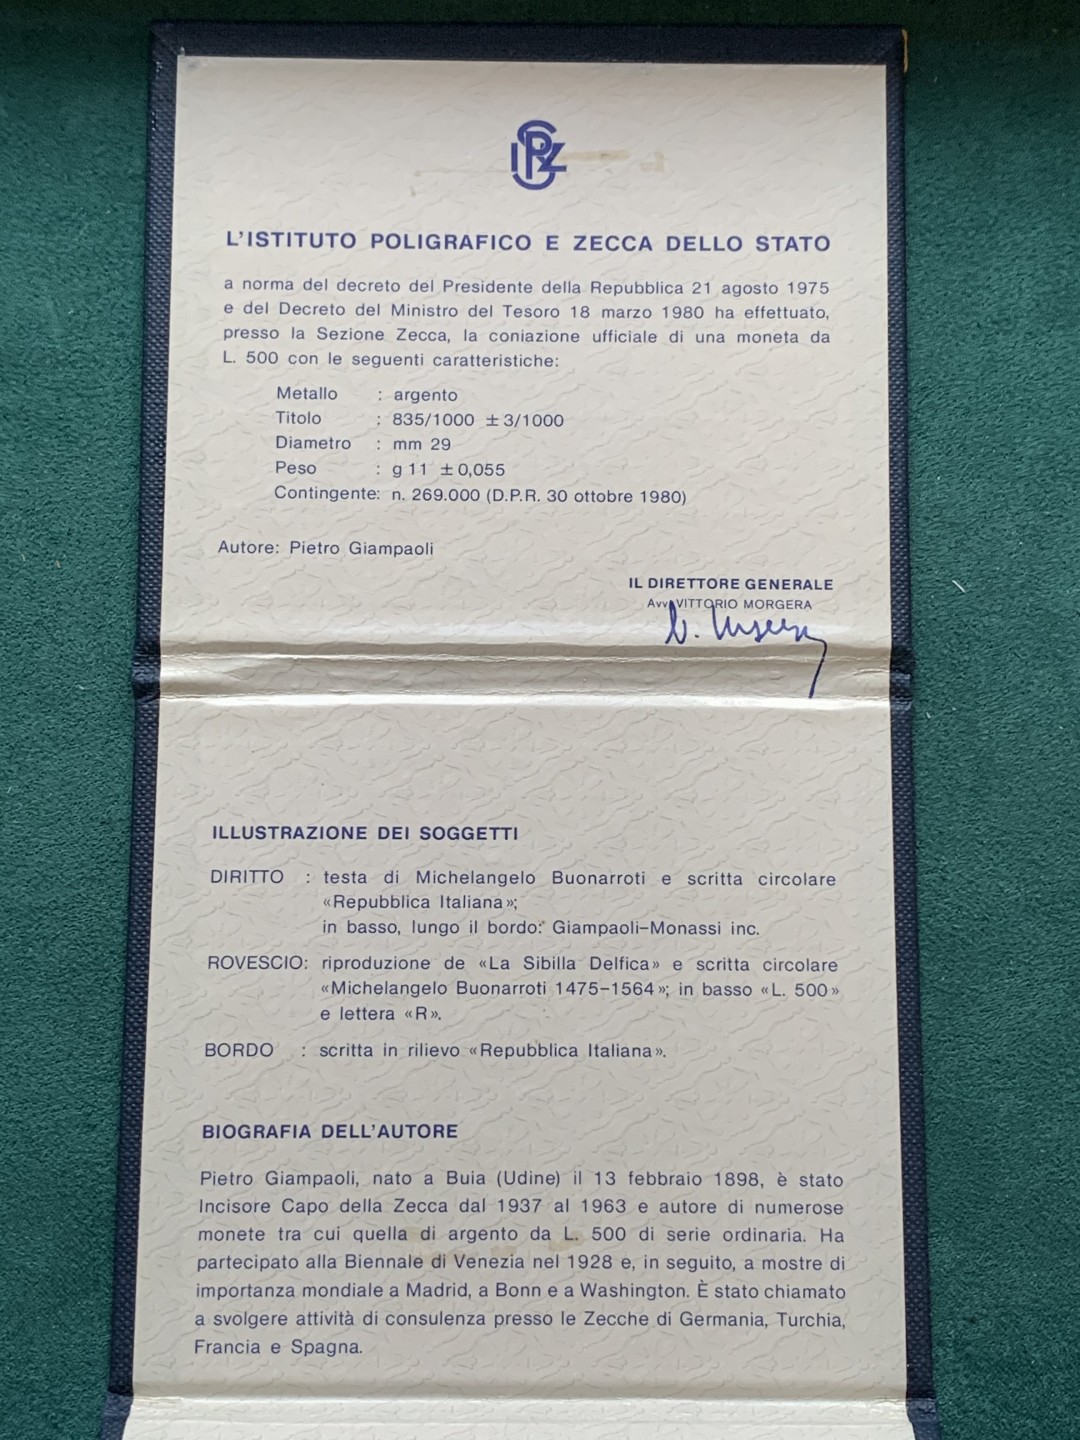 IPSZ
L'ISTITUTO POLIGRAFICO E ZECCA DELLO STATO
a norma del decreto del Presidente della Repubblica 21 agosto 1975
e del Decreto del Ministro del Tesoro 18 marzo 1980 ha effettuato,
presso la Sezione Zecca, la coniazione ufficiale di una moneta da
L. 500 con le seguenti caratteristiche:
Metallo : argento
Titolo : 835/1000 ± 3/1000
Diametro : mm 29
Peso : g 11 ± 0,055
Contingente: n. 269.000 (D.P.R. 30 ottobre 1980)
Autore: Pietro Giampaoli
IL DIRETTORE GENERALE
Avv. VITTORIO MORGERA
V. Morgera
ILLUSTRAZIONE DEI SOGGETTI
DIRITTO : testa di Michelangelo Buonarroti e scritta circolare
«Repubblica Italiana»;
in basso, lungo il bordo: Giampaoli-Monassi inc.
ROVESCIO: riproduzione de «La Sibilla Delfica» e scritta circolare
«Michelangelo Buonarroti 1475-1564»; in basso «L. 500»
e lettera «R».
BORDO : scritta in rilievo «Repubblica Italiana».
BIOGRAFIA DELL'AUTORE
Pietro Giampaoli, nato a Buia (Udine) il 13 febbraio 1898, è stato
Incisore Capo della Zecca dal 1937 al 1963 e autore di numerose
monete tra cui quella di argento da L. 500 di serie ordinaria. Ha
partecipato alla Biennale di Venezia nel 1928 e, in seguito, a mostre di
importanza mondiale a Madrid, a Bonn e a Washington. È stato chiamato
a svolgere attività di consulenza presso le Zecche di Germania, Turchia,
Francia e Spagna.